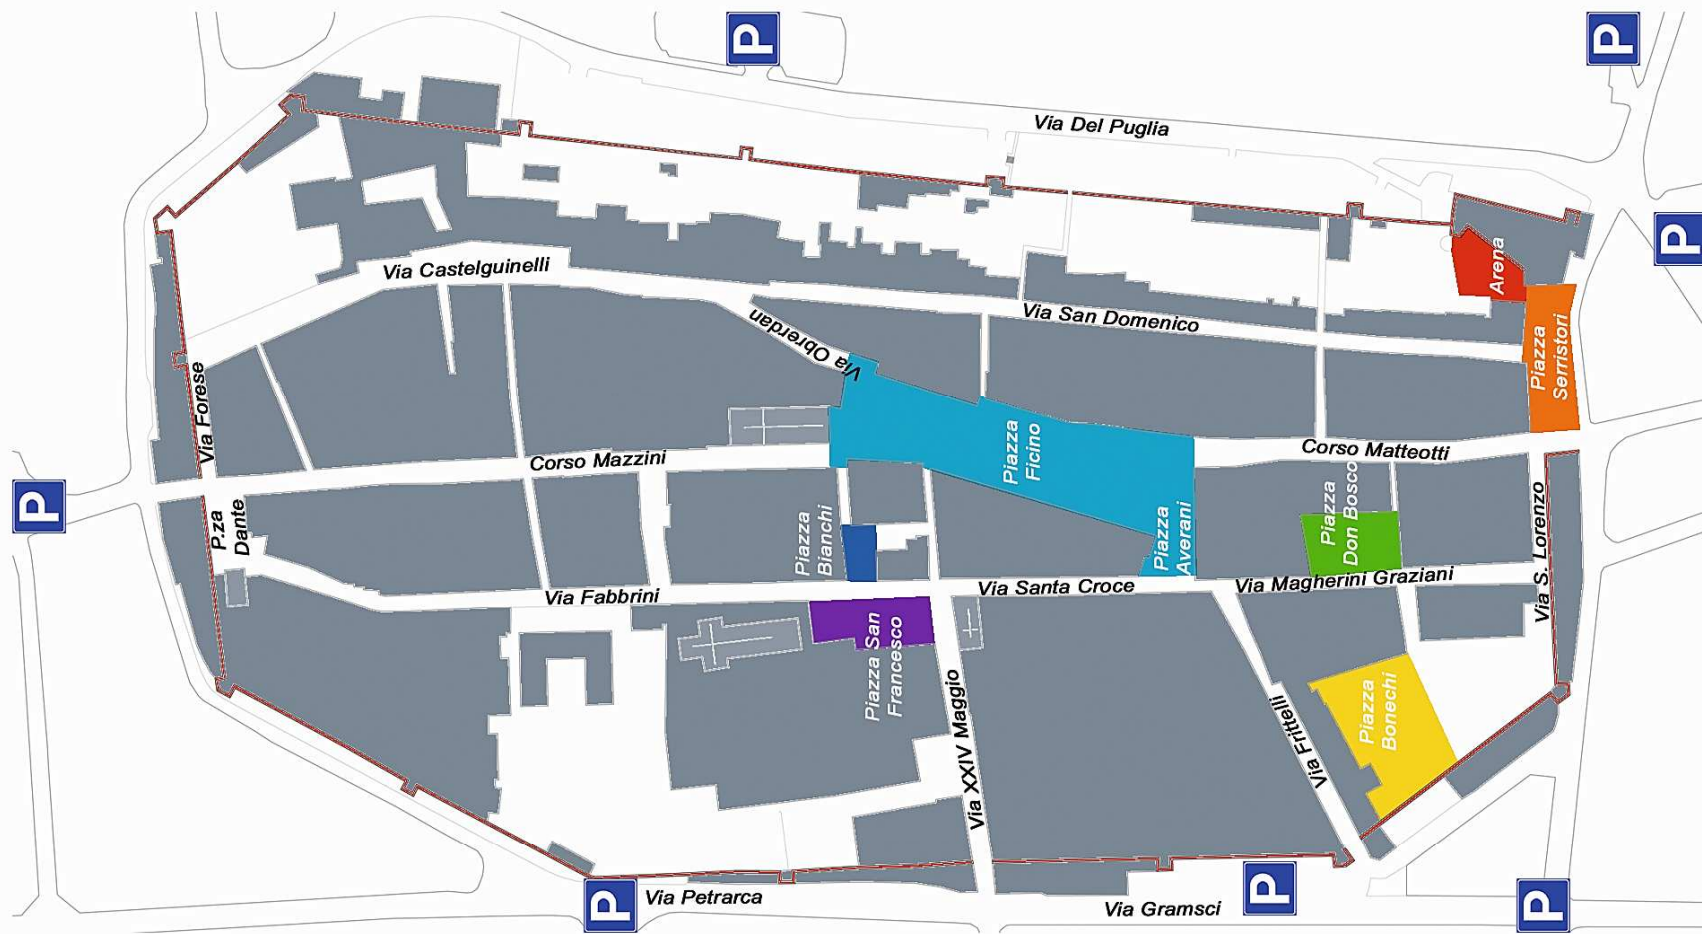 P
P
Via Del Puglia
P
Via Castelguinelli
Arena
Via San Domenico
Via Obrerdan
Piazza
Serristori
Via Forese
Piazza
Ficino
Corso Matteotti
Corso Mazzini
P
P.za
Dante
Piazza
Bianchi
Piazza
Averani
Piazza
Don Bosco
Via S. Lorenzo
Via Fabbrini
Via Santa Croce
Via Magherini Graziani
Piazza San
Francesco
Via XXIV Maggio
Via Frittelli
Piazza
Bonechi
P
Via Petrarca
P
Via Gramsci
P